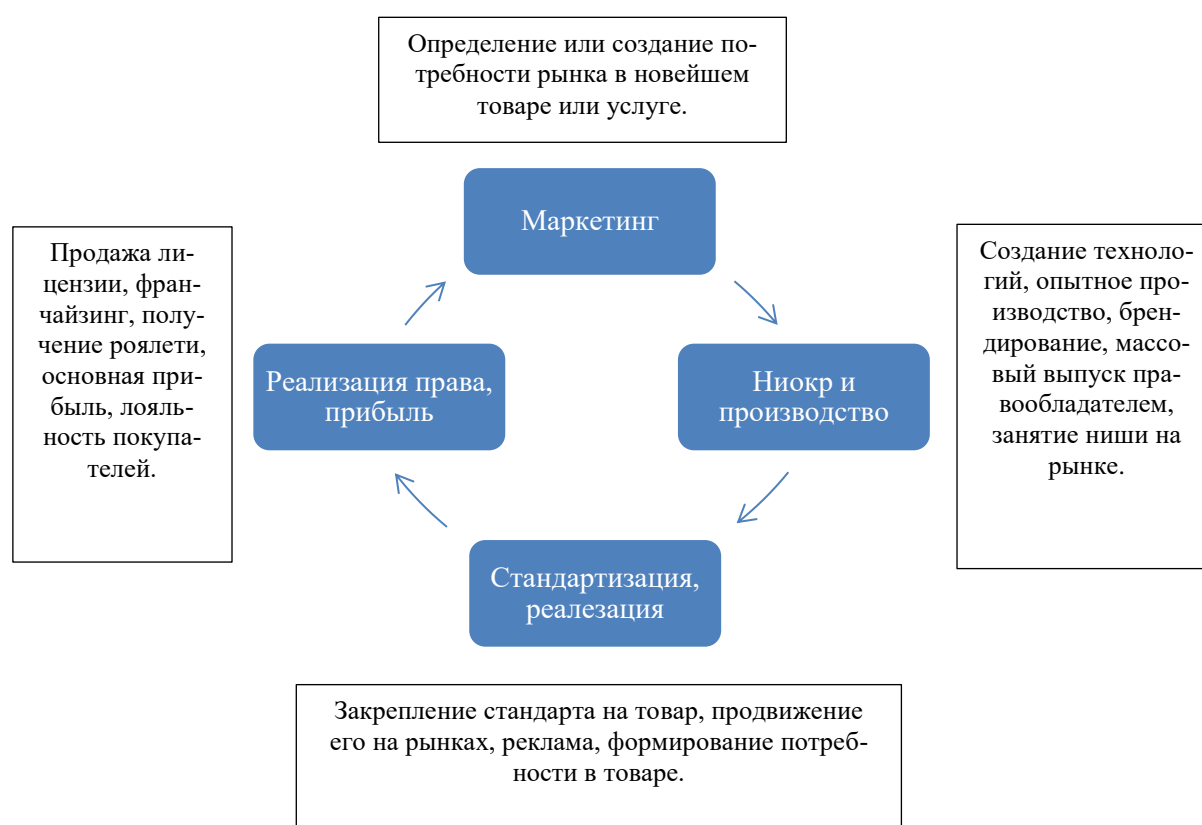 Определение или создание по-
требности рынка в новейшем
товаре или услуге.
Маркетинг
Продажа ли-
цензии, фран-
чайзинг, полу-
чение роялети,
основная при-
быль, лояль-
ность покупа-
телей.
Реализация права,
прибыль
Ниокр и
производство
Создание техноло-
гий, опытное про-
изводство, брен-
дирование, массо-
вый выпуск пра-
вообладателем,
занятие ниши на
рынке.
Стандартизация,
реалезация
Закрепление стандарта на товар, продвижение
его на рынках, реклама, формирование потреб-
ности в товаре.